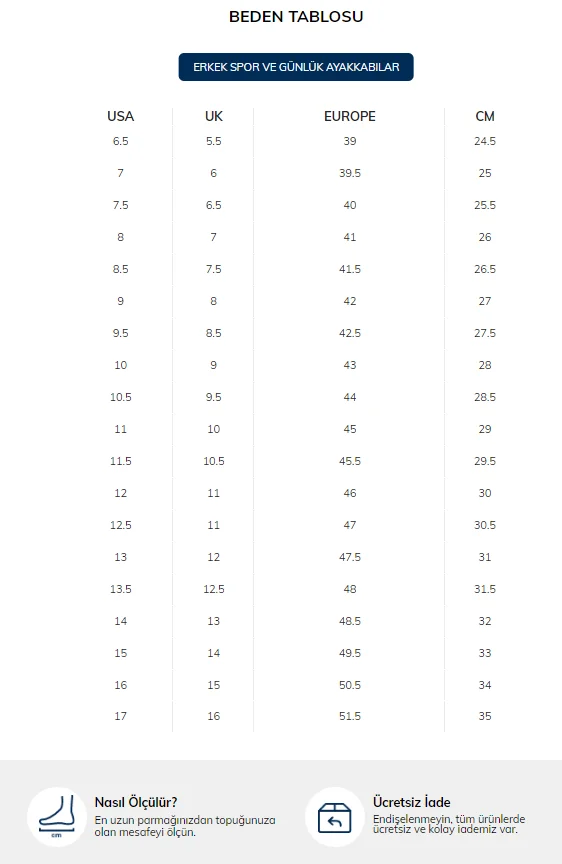 BEDEN TABLOSU
ERKEK SPOR VE GÜNLÜK AYAKKABILAR
USA UK EUROPE CM
6.5 5.5 39 24.5
7 6 39.5 25
7.5 6.5 40 25.5
8 7 41 26
8.5 7.5 41.5 26.5
9 8 42 27
9.5 8.5 42.5 27.5
10 9 43 28
10.5 9.5 44 28.5
11 10 45 29
11.5 10.5 45.5 29.5
12 11 46 30
12.5 11 47 30.5
13 12 47.5 31
13.5 12.5 48 31.5
14 13 48.5 32
15 14 49.5 33
16 15 50.5 34
17 16 51.5 35
cm
Nasıl Ölçülür?
En uzun parmağınızdan topuğunuza
olan mesafeyi ölçün.
Ücretsiz İade
Endişelenmeyin, tüm ürünlerde
ücretsiz ve kolay iademiz var.